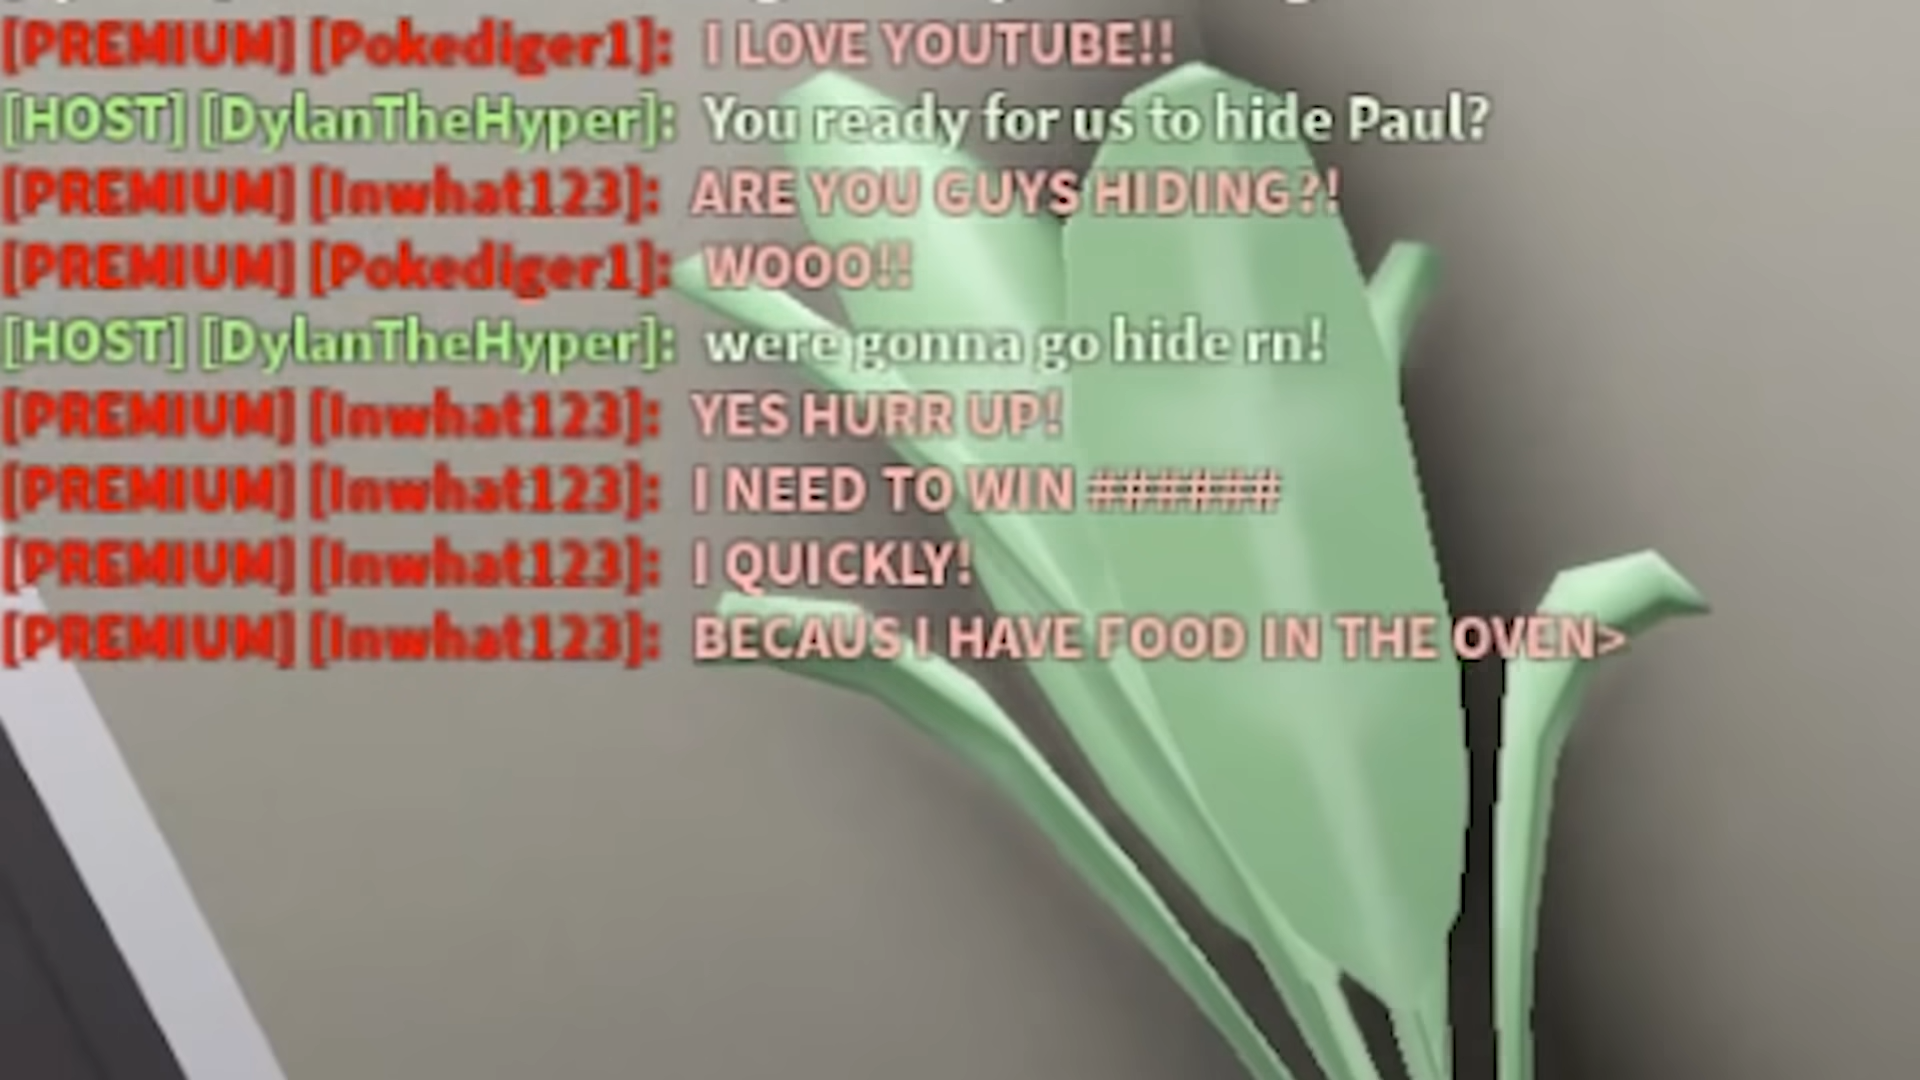 [PREMIUM] [Pokediger1]: I LOVE YOUTUBE!!
[HOST] [DylanTheHyper]: You ready for us to hide Paul?
[PREMIUM] [Inwhat123]: ARE YOU GUYS HIDING?!
[PREMIUM] [Pokediger1]: WOOO!!
[HOST] [DylanTheHyper]: were gonna go hide rn!
[PREMIUM] [Inwhat123]: YES HURR UP!
[PREMIUM] [Inwhat123]: I NEED TO WIN ######
[PREMIUM] [Inwhat123]: I QUICKLY!
[PREMIUM] [Inwhat123]: BECAUS I HAVE FOOD IN THE OVEN>